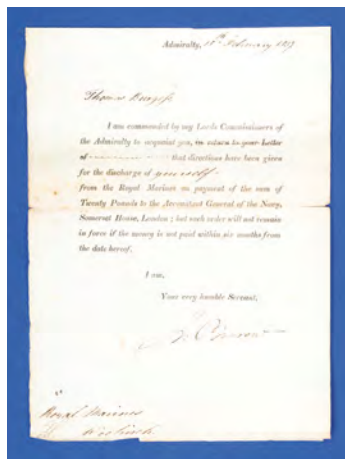 Admiralty, 18th February 18
Thomas Burgess
I am commanded by my Lords Commissioners of
the Admiralty to acquaint you, in return to your letter
of that directions have been given
for the discharge of yourself
from the Royal Marines on payment of the sum of
Twenty Pounds to the Accountant General of the Navy,
Somerset House, London; but such order will not remain
in force if the money is not paid within six months from
the date hereof.
I am,
Your very humble Servant,
Royal Marines
Woolwich